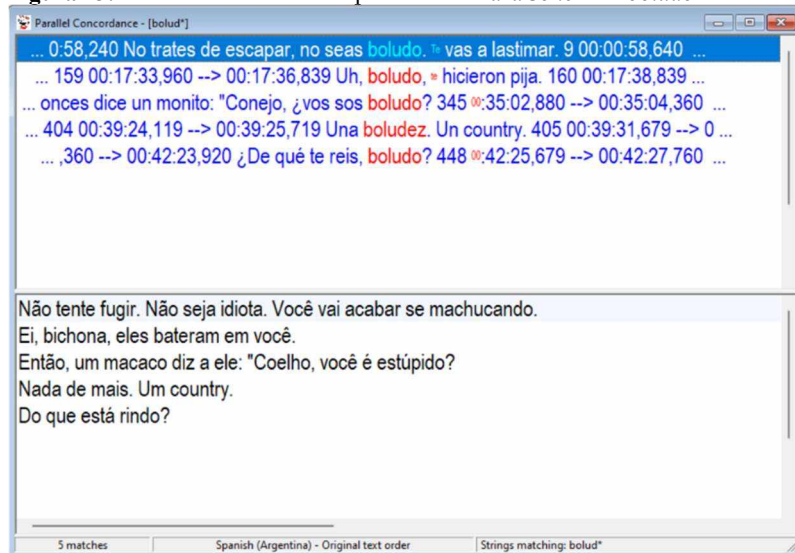 Parallel Concordance - [bolud*]
... 0:58,240 No trates de escapar, no seas boludo. Te vas a lastimar. 9 00:00:58,640 ...
... 159 00:17:33,960 --> 00:17:36,839 Uh, boludo, te hicieron pija. 160 00:17:38,839 ...
... onces dice un monito: "Conejo, ¿vos sos boludo? 345 00:35:02,880 --> 00:35:04,360 ...
... 404 00:39:24,119 --> 00:39:25,719 Una boludez. Un country. 405 00:39:31,679 --> 0 ...
... ,360 --> 00:42:23,920 ¿De qué te reis, boludo? 448 00:42:25,679 --> 00:42:27,760 ...
Não tente fugir. Não seja idiota. Você vai acabar se machucando.
Ei, bichona, eles bateram em você.
Então, um macaco diz a ele: "Coelho, você é estúpido?
Nada de mais. Um country.
Do que está rindo?
5 matches Spanish (Argentina) - Original text order Strings matching: bolud*